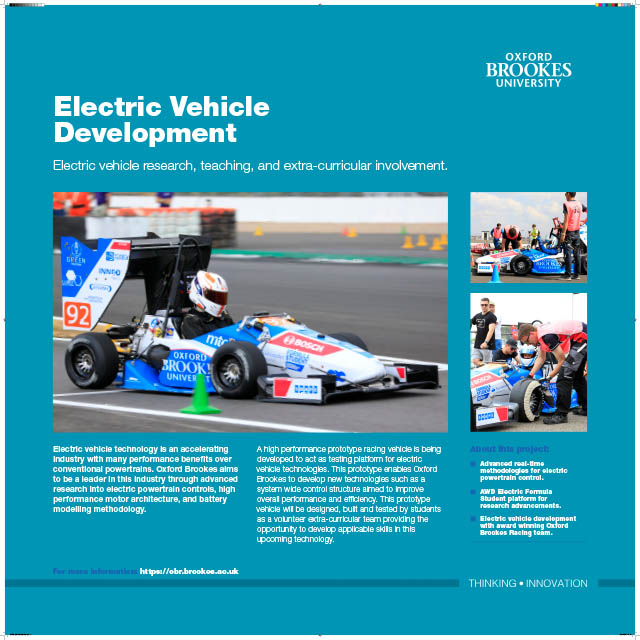 OXFORD
BROOKES
UNIVERSITY
Electric Vehicle
Development
Electric vehicle research, teaching, and extra-curricular involvement.
INNIO
92
BOSCH
OXFORD
BROOKES
UNIVERSITY
Electric vehicle technology is an accelerating
industry with many performance benefits over
conventional powertrains. Oxford Brookes aims
to be a leader in this industry through advanced
research into electric powertrain controls, high
performance motor architecture, and battery
modelling methodology.
A high performance prototype racing vehicle is being
developed to act as testing platform for electric
vehicle technologies. This prototype enables Oxford
Brookes to develop new technologies such as a
system wide control structure aimed to improve
overall performance and efficiency. This prototype
vehicle will be designed, built and tested by students
as a volunteer extra-curricular team providing the
opportunity to develop applicable skills in this
upcoming technology.
About this project:
Advanced real-time
methodologies for electric
powertrain control.
AWD Electric Formula
Student platform for
research advancements.
Electric vehicle development
with award winning Oxford
Brookes Racing team.
For more information: https://obr.brookes.ac.uk
THINKING • INNOVATION